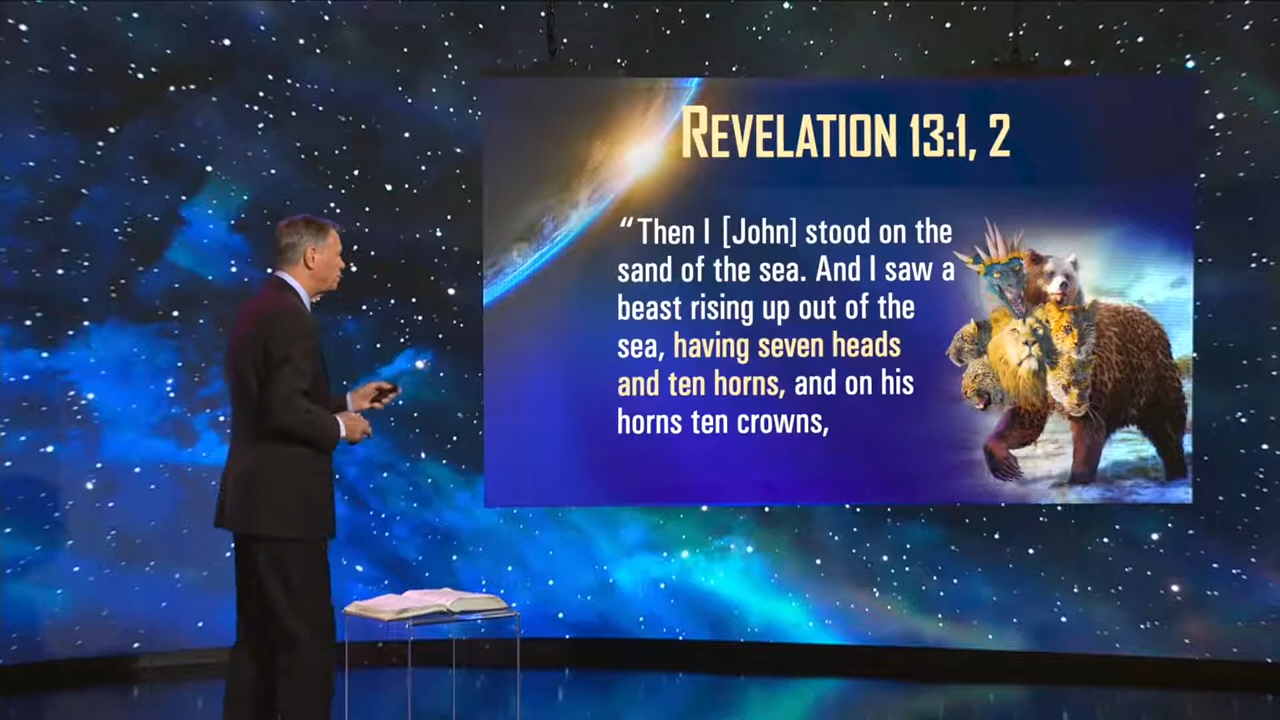 REVELATION 13:1, 2
“Then I [John] stood on the
sand of the sea. And I saw a
beast rising up out of the
sea, having seven heads
and ten horns, and on his
horns ten crowns,